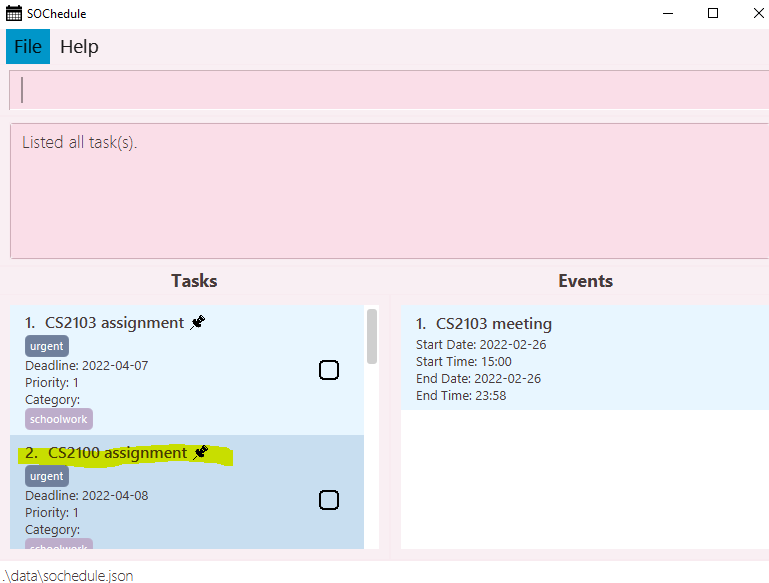 SOChedule
File Help
Listed all task(s).
Tasks
1. CS2103 assignment
urgent
Deadline: 2022-04-07
Priority: 1
Category:
schoolwork
2. CS2100 assignment
urgent
Deadline: 2022-04-08
Priority: 1
Category:
schoolwork
Events
1. CS2103 meeting
Start Date: 2022-02-26
Start Time: 15:00
End Date: 2022-02-26
End Time: 23:58
.\data\sochedule.json